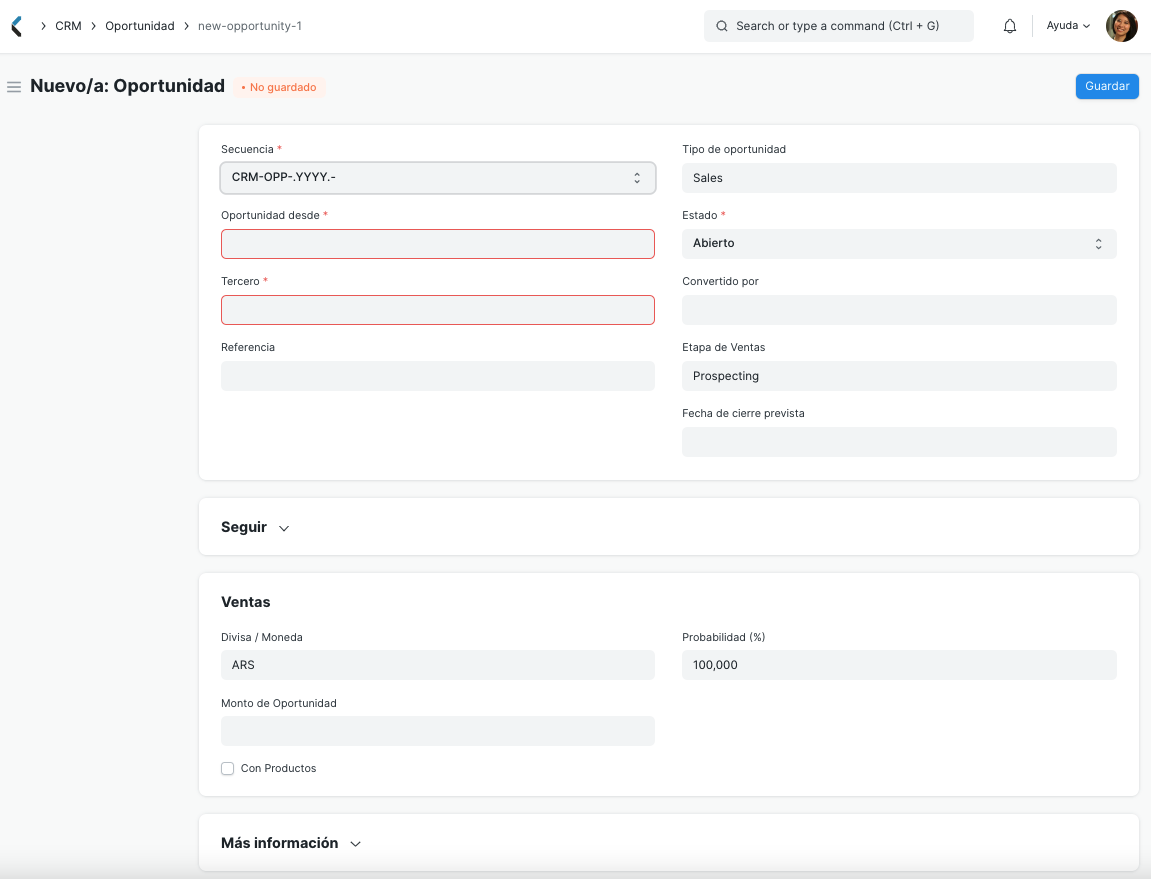 CRM Oportunidad new-opportunity-1
Search or type a command (Ctrl + G)
Ayuda
Nuevo/a: Oportunidad
• No guardado
Guardar
Secuencia *
CRM-OPP-.YYYY.-
Oportunidad desde *
Tercero *
Referencia
Tipo de oportunidad
Sales
Estado *
Abierto
Convertido por
Etapa de Ventas
Prospecting
Fecha de cierre prevista
Seguir
Ventas
Divisa / Moneda
ARS
Monto de Oportunidad
Con Productos
Probabilidad (%)
100,000
Más información